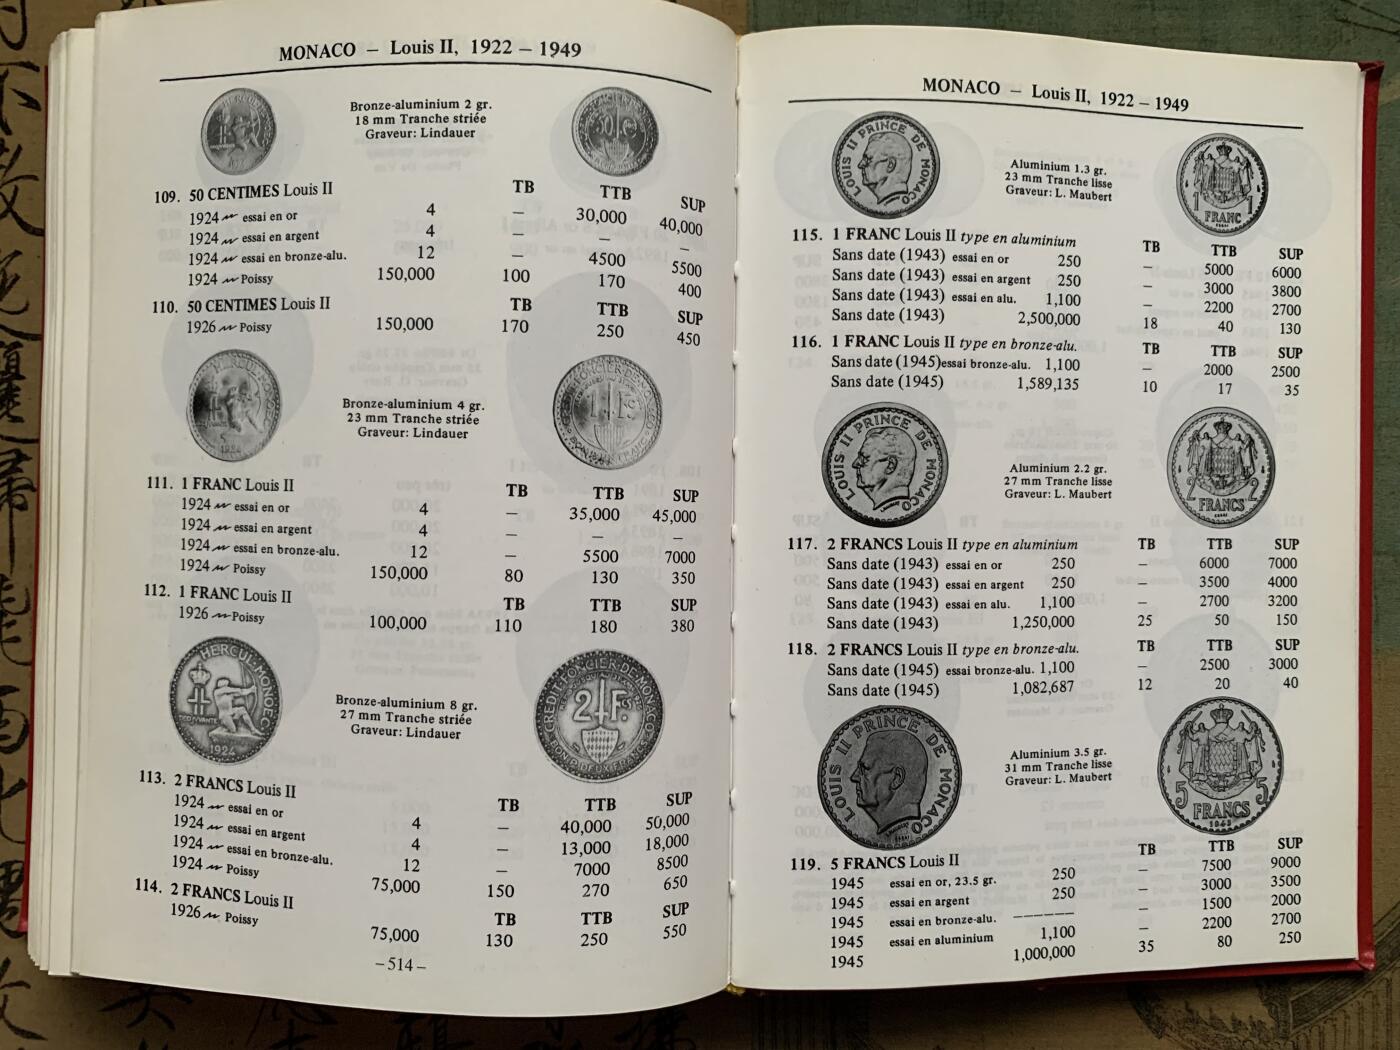 MONACO – Louis II, 1922 – 1949
Bronze-aluminium 2 gr.
18 mm Tranche striée
Graveur: Lindauer
109. 50 CENTIMES Louis II TB TTB SUP
1924 essai en or 4 – 30,000 40,000
1924 essai en argent 4 – – –
1924 essai en bronze-alu. 12 – 4500 5500
1924 Poissy 150,000 100 170 400
110. 50 CENTIMES Louis II TB TTB SUP
1926 Poissy 150,000 170 250 450
Bronze-aluminium 4 gr.
23 mm Tranche striée
Graveur: Lindauer
111. 1 FRANC Louis II TB TTB SUP
1924 essai en or 4 – 35,000 45,000
1924 essai en argent 4 – – –
1924 essai en bronze-alu. 12 – 5500 7000
1924 Poissy 150,000 80 130 350
112. 1 FRANC Louis II TB TTB SUP
1926 Poissy 100,000 110 180 380
HERCUL·MONOECI
DEO JUVANTE
1924
CREDIT FONCIER·DE·MONACO
2 Fcs
BON POUR DEUX FRANCS
Bronze-aluminium 8 gr.
27 mm Tranche striée
Graveur: Lindauer
113. 2 FRANCS Louis II TB TTB SUP
1924 essai en or 4 – 40,000 50,000
1924 essai en argent 4 – 13,000 18,000
1924 essai en bronze-alu. 12 – 7000 8500
1924 Poissy 75,000 150 270 650
114. 2 FRANCS Louis II TB TTB SUP
1926 Poissy 75,000 130 250 550
–514–
MONACO – Louis II, 1922 – 1949
LOUIS II PRINCE DE MONACO
Aluminium 1.3 gr.
23 mm Tranche lisse
Graveur: L. Maubert
1 1
FRANC
115. 1 FRANC Louis II type en aluminium TB TTB SUP
Sans date (1943) essai en or 250 – 5000 6000
Sans date (1943) essai en argent 250 – 3000 3800
Sans date (1943) essai en alu. 1,100 – 2200 2700
Sans date (1943) 2,500,000 18 40 130
116. 1 FRANC Louis II type en bronze-alu. TB TTB SUP
Sans date (1945)essai bronze-alu. 1,100 – 2000 2500
Sans date (1945) 1,589,135 10 17 35
LOUIS II PRINCE DE MONACO
Aluminium 2.2 gr.
27 mm Tranche lisse
Graveur: L. Maubert
2 2
FRANCS
ESSAI
117. 2 FRANCS Louis II type en aluminium TB TTB SUP
Sans date (1943) essai en or 250 – 6000 7000
Sans date (1943) essai en argent 250 – 3500 4000
Sans date (1943) essai en alu. 1,100 – 2700 3200
Sans date (1943) 1,250,000 25 50 150
118. 2 FRANCS Louis II type en bronze-alu. TB TTB SUP
Sans date (1945) essai bronze-alu. 1,100 – 2500 3000
Sans date (1945) 1,082,687 12 20 40
LOUIS II PRINCE DE MONACO
Aluminium 3.5 gr.
31 mm Tranche lisse
Graveur: L. Maubert
5 5
FRANCS
1945
119. 5 FRANCS Louis II TB TTB SUP
1945 essai en or, 23.5 gr. 250 – 7500 9000
1945 essai en argent 250 – 3000 3500
1945 essai en bronze-alu. —————— – 1500 2000
1945 essai en aluminium 1,100 – 2200 2700
1945 1,000,000 35 80 250